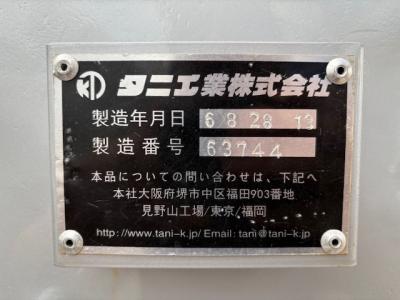 KT タニ工業株式会社
製造年月日 6 8 28 13
製造番号 63744
本品についての問い合わせは、下記へ
本社大阪府堺市中区福田903番地
見野山工場/東京/福岡
http://www.tani-k.jp/ Email: tani@tani-k.jp